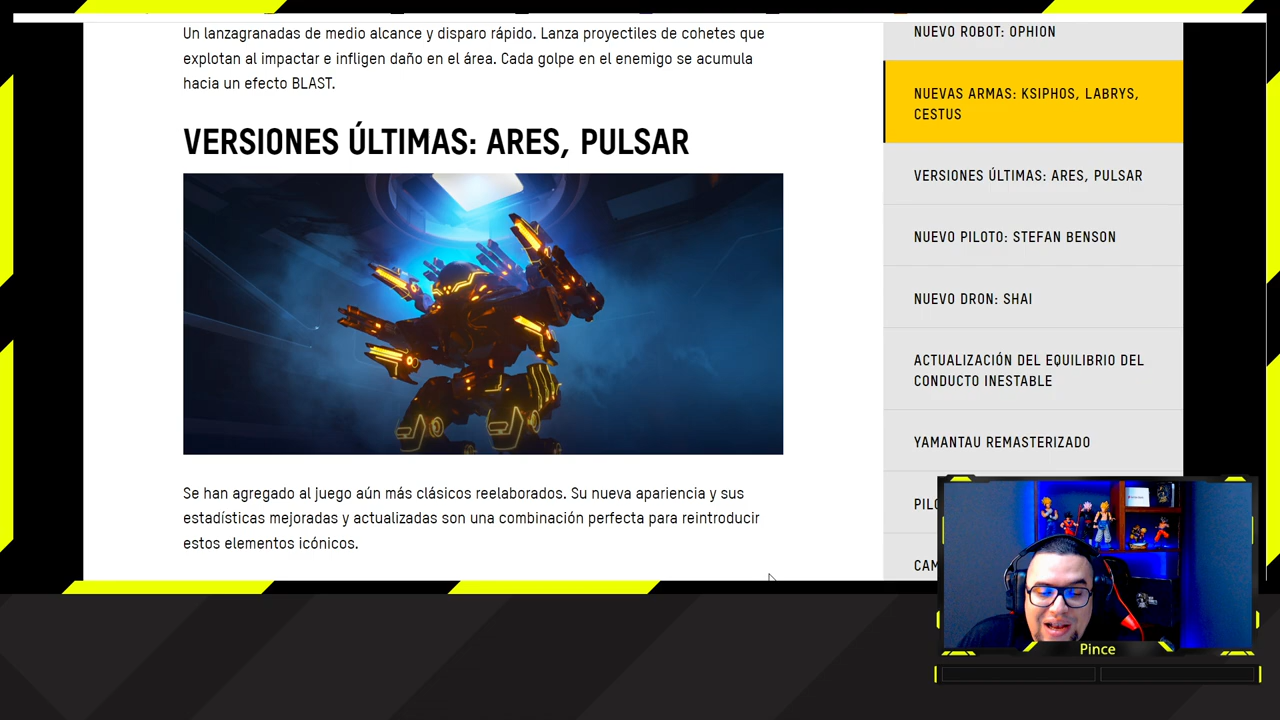 Un lanzagranadas de medio alcance y disparo rápido. Lanza proyectiles de cohetes que
explotan al impactar e infligen daño en el área. Cada golpe en el enemigo se acumula
hacia un efecto BLAST.
VERSIONES ÚLTIMAS: ARES, PULSAR
Se han agregado al juego aún más clásicos reelaborados. Su nueva apariencia y sus
estadísticas mejoradas y actualizadas son una combinación perfecta para reintroducir
estos elementos icónicos.
NUEVO ROBOT: OPHION
NUEVAS ARMAS: KSIPHOS, LABRYS,
CESTUS
VERSIONES ÚLTIMAS: ARES, PULSAR
NUEVO PILOTO: STEFAN BENSON
NUEVO DRON: SHAI
ACTUALIZACIÓN DEL EQUILIBRIO DEL
CONDUCTO INESTABLE
YAMANTAU REMASTERIZADO
Pince